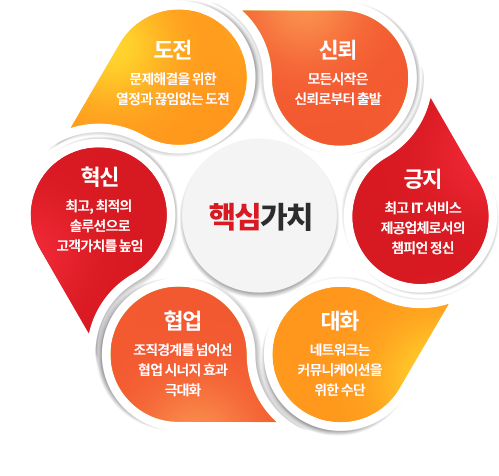 도전
문제해결을 위한
열정과 끊임없는 도전
신뢰
모든시작은
신뢰로부터 출발
혁신
최고, 최적의
솔루션으로
고객가치를 높임
핵심가치
긍지
최고 IT 서비스
제공업체로서의
챔피언 정신
협업
조직경계를 넘어선
협업 시너지 효과
극대화
대화
네트워크는
커뮤니케이션을
위한 수단